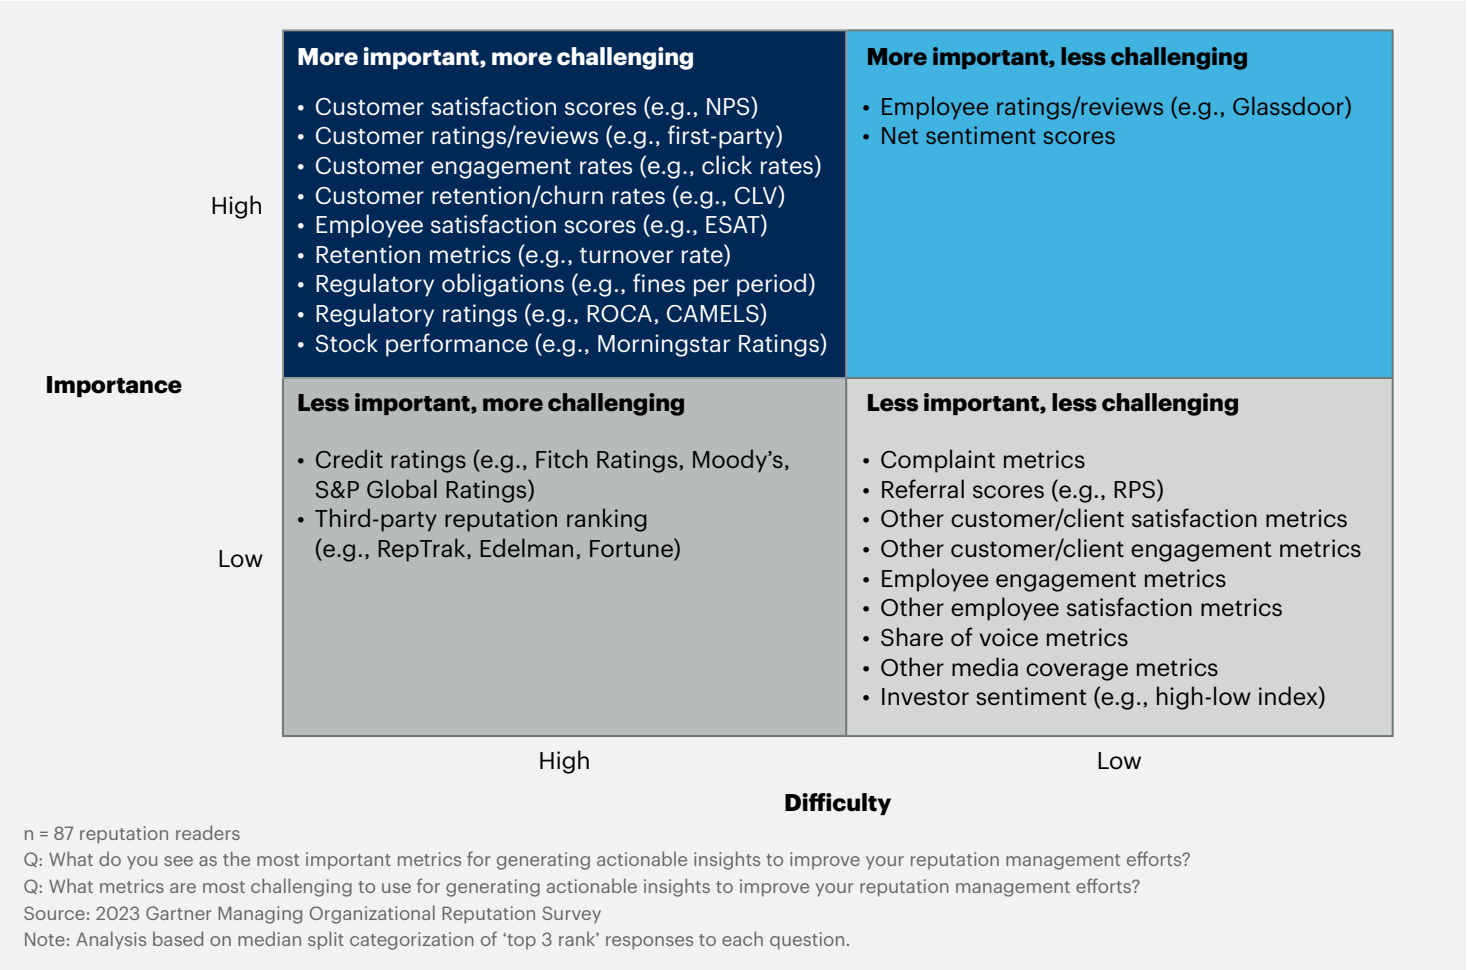 More important, more challenging
• Customer satisfaction scores (e.g., NPS)
• Customer ratings/reviews (e.g., first-party)
• Customer engagement rates (e.g., click rates)
• Customer retention/churn rates (e.g., CLV)
• Employee satisfaction scores (e.g., ESAT)
• Retention metrics (e.g., turnover rate)
• Regulatory obligations (e.g., fines per period)
• Regulatory ratings (e.g., ROCA, CAMELS)
• Stock performance (e.g., Morningstar Ratings)
More important, less challenging
• Employee ratings/reviews (e.g., Glassdoor)
• Net sentiment scores
High
Importance
Less important, more challenging
• Credit ratings (e.g., Fitch Ratings, Moody’s,
S&P Global Ratings)
• Third-party reputation ranking
(e.g., RepTrak, Edelman, Fortune)
Less important, less challenging
• Complaint metrics
• Referral scores (e.g., RPS)
• Other customer/client satisfaction metrics
• Other customer/client engagement metrics
• Employee engagement metrics
• Other employee satisfaction metrics
• Share of voice metrics
• Other media coverage metrics
• Investor sentiment (e.g., high-low index)
Low
High
Low
Difficulty
n = 87 reputation readers
Q: What do you see as the most important metrics for generating actionable insights to improve your reputation management efforts?
Q: What metrics are most challenging to use for generating actionable insights to improve your reputation management efforts?
Source: 2023 Gartner Managing Organizational Reputation Survey
Note: Analysis based on median split categorization of ‘top 3 rank’ responses to each question.